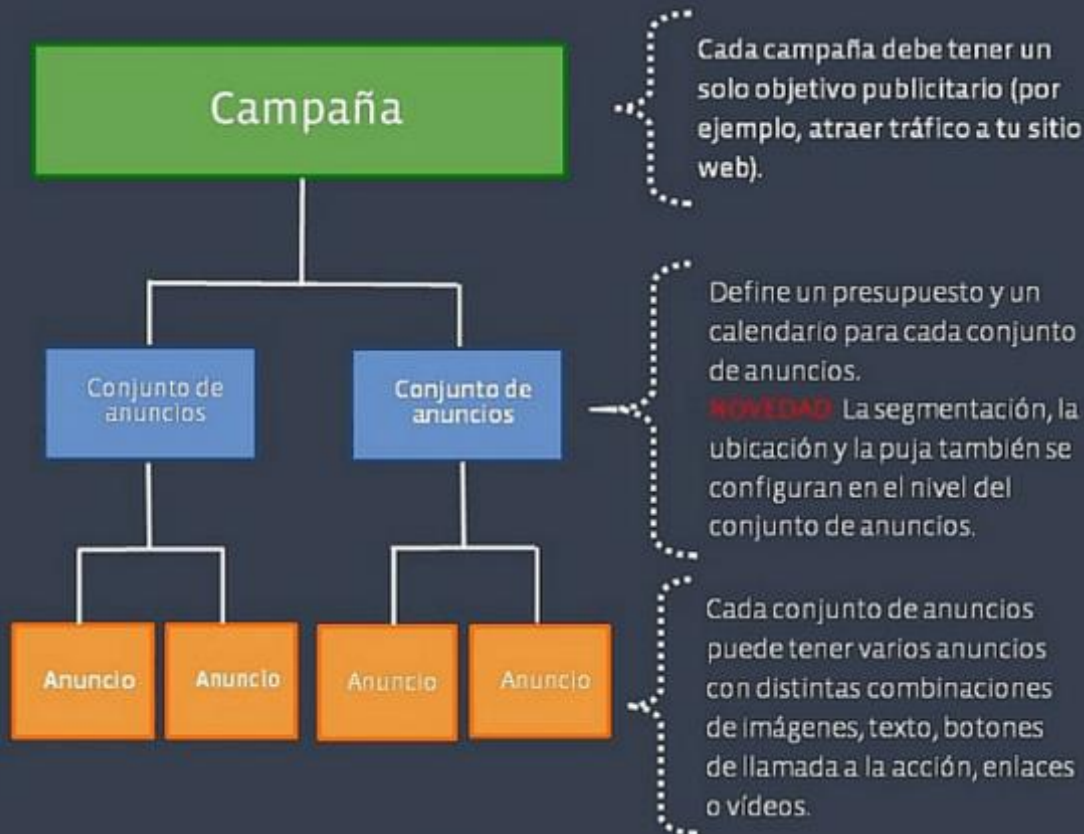 Campaña
Cada campaña debe tener un
solo objetivo publicitario (por
ejemplo, atraer tráfico a tu sitio
web).
Conjunto de
anuncios
Conjunto de
anuncios
Define un presupuesto y un
calendario para cada conjunto
de anuncios.
NOVEDAD La segmentación, la
ubicación y la puja también se
configuran en el nivel del
conjunto de anuncios.
Anuncio
Anuncio
Anuncio
Anuncio
Cada conjunto de anuncios
puede tener varios anuncios
con distintas combinaciones
de imágenes, texto, botones
de llamada a la acción, enlaces
o vídeos.